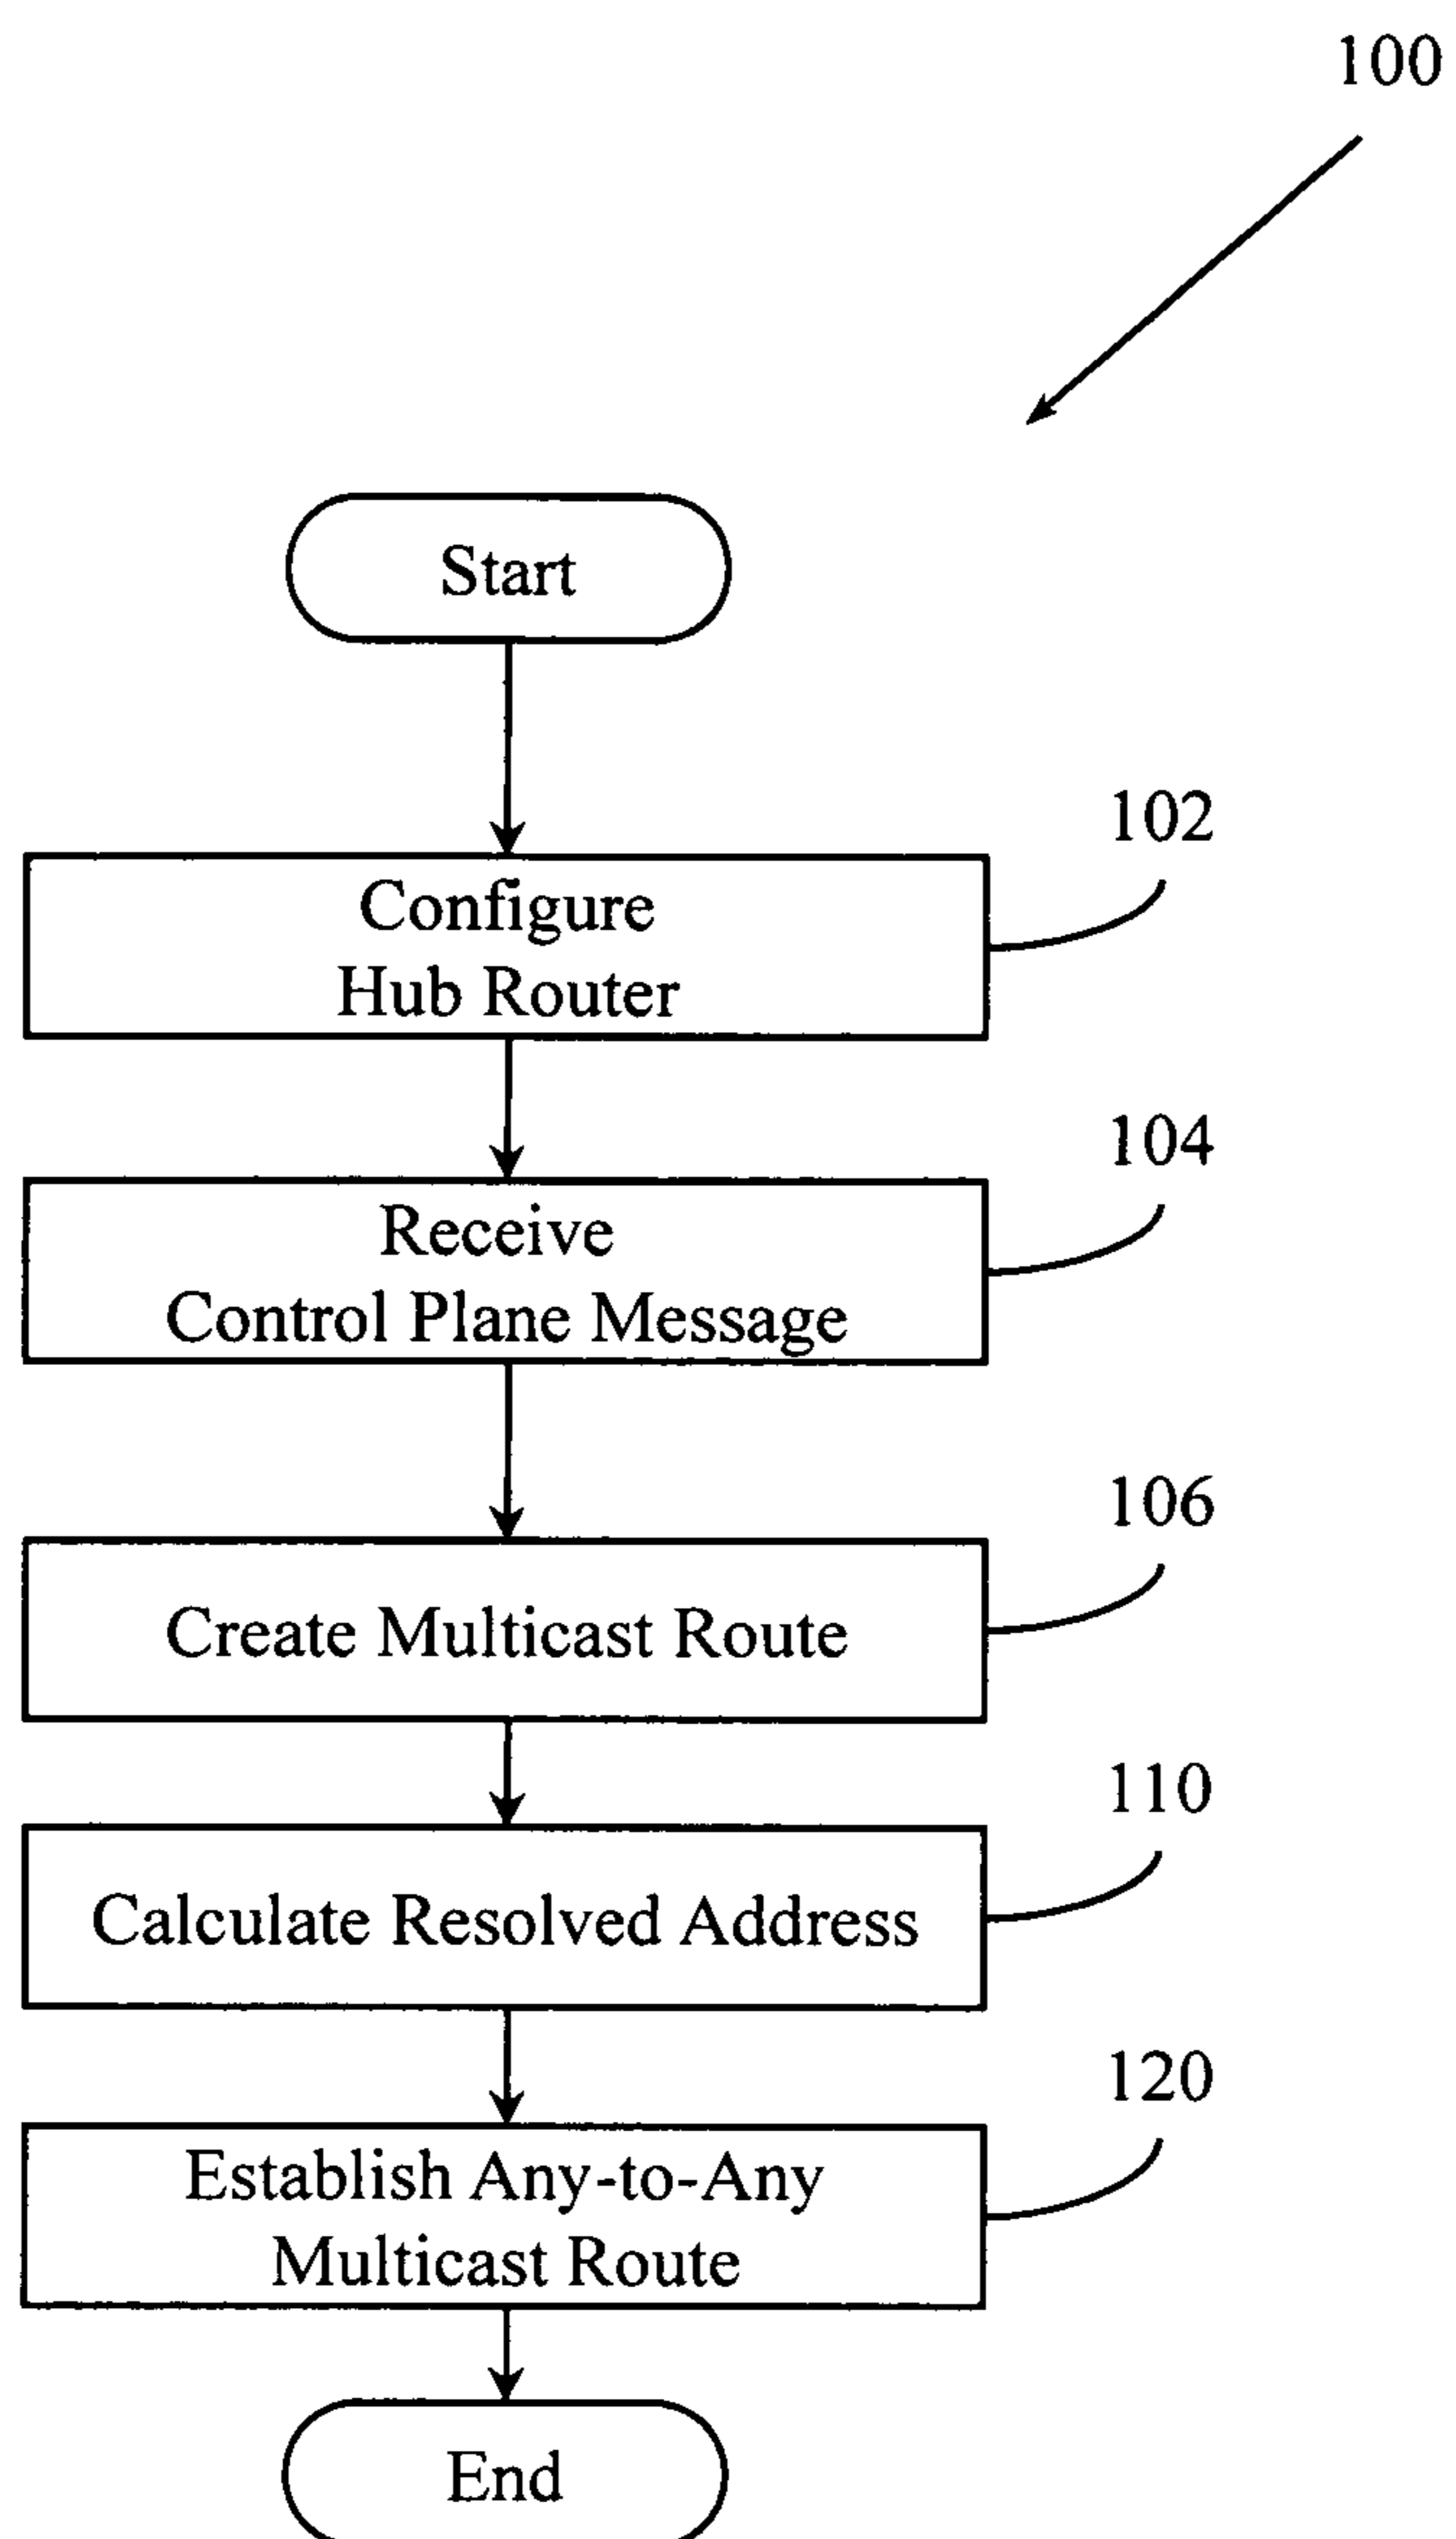 100
Start
102
Configure
Hub Router
104
Receive
Control Plane Message
106
Create Multicast Route
110
Calculate Resolved Address
120
Establish Any-to-Any
Multicast Route
End